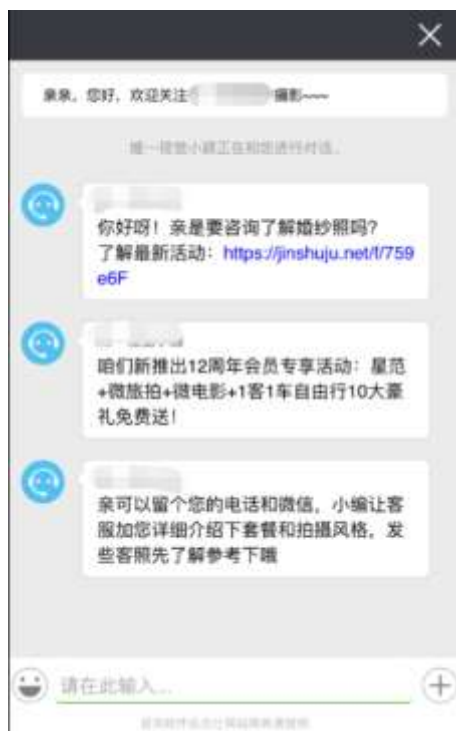 亲亲，您好，欢迎关注 摄影~~~
你好呀！亲是要咨询了解婚纱照吗？
了解最新活动：https://jinshuju.net/f/759
e6F
咱们新推出12周年会员专享活动：星范
+微旅拍+微电影+1客1车自由行10大豪
礼免费送！
亲可以留个您的电话和微信，小编让客
服加您详细介绍下套餐和拍摄风格，发
些客照先了解参考下哦
请在此输入...